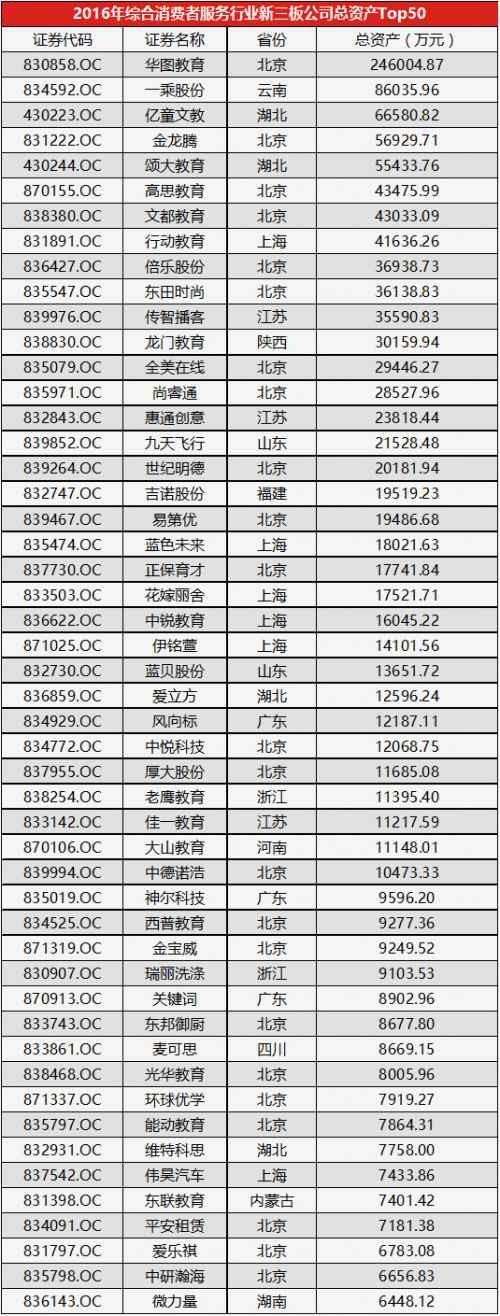 2016年综合消费者服务行业新三板公司总资产Top50
证券代码 证券名称 省份 总资产（万元）
830858.OC 华图教育 北京 246004.87
834592.OC 一乘股份 云南 86035.96
430223.OC 亿童文教 湖北 66580.82
831222.OC 金龙腾 北京 56929.71
430244.OC 颂大教育 湖北 55433.76
870155.OC 高思教育 北京 43475.99
838380.OC 文都教育 北京 43033.09
831891.OC 行动教育 上海 41636.26
836427.OC 倍乐股份 北京 36938.73
835547.OC 东田时尚 北京 36138.83
839976.OC 传智播客 江苏 35590.83
838830.OC 龙门教育 陕西 30159.94
835079.OC 全美在线 北京 29446.27
835971.OC 尚睿通 北京 28527.96
832843.OC 惠通创意 江苏 23818.44
839852.OC 九天飞行 山东 21528.48
839264.OC 世纪明德 北京 20181.94
832747.OC 吉诺股份 福建 19519.23
839467.OC 易第优 北京 19486.68
835474.OC 蓝色未来 上海 18021.63
837730.OC 正保育才 北京 17741.84
833503.OC 花嫁丽舍 上海 17521.71
836622.OC 中锐教育 上海 16045.22
871025.OC 伊铭萱 上海 14101.56
832730.OC 蓝贝股份 山东 13651.72
836859.OC 爱立方 湖北 12596.24
834929.OC 风向标 广东 12187.11
834772.OC 中悦科技 北京 12068.75
837955.OC 厚大股份 北京 11685.08
838254.OC 老鹰教育 浙江 11395.40
833142.OC 佳一教育 江苏 11217.59
870106.OC 大山教育 河南 11148.01
839994.OC 中德诺浩 北京 10473.33
835019.OC 神尔科技 广东 9596.20
834525.OC 西普教育 北京 9277.36
871319.OC 金宝威 北京 9249.52
830907.OC 瑞丽洗涤 浙江 9103.53
870913.OC 关键词 广东 8902.96
833743.OC 东邦御厨 北京 8677.80
833861.OC 麦可思 四川 8669.15
838468.OC 光华教育 北京 8005.96
871337.OC 环球优学 北京 7919.27
835797.OC 能动教育 北京 7864.31
832931.OC 维特科思 湖北 7758.00
837542.OC 伟昊汽车 上海 7433.86
831398.OC 东联教育 内蒙古 7401.42
834091.OC 平安租赁 北京 7181.38
831797.OC 爱乐祺 北京 6783.08
835798.OC 中研瀚海 北京 6656.83
836143.OC 微力量 湖南 6448.12